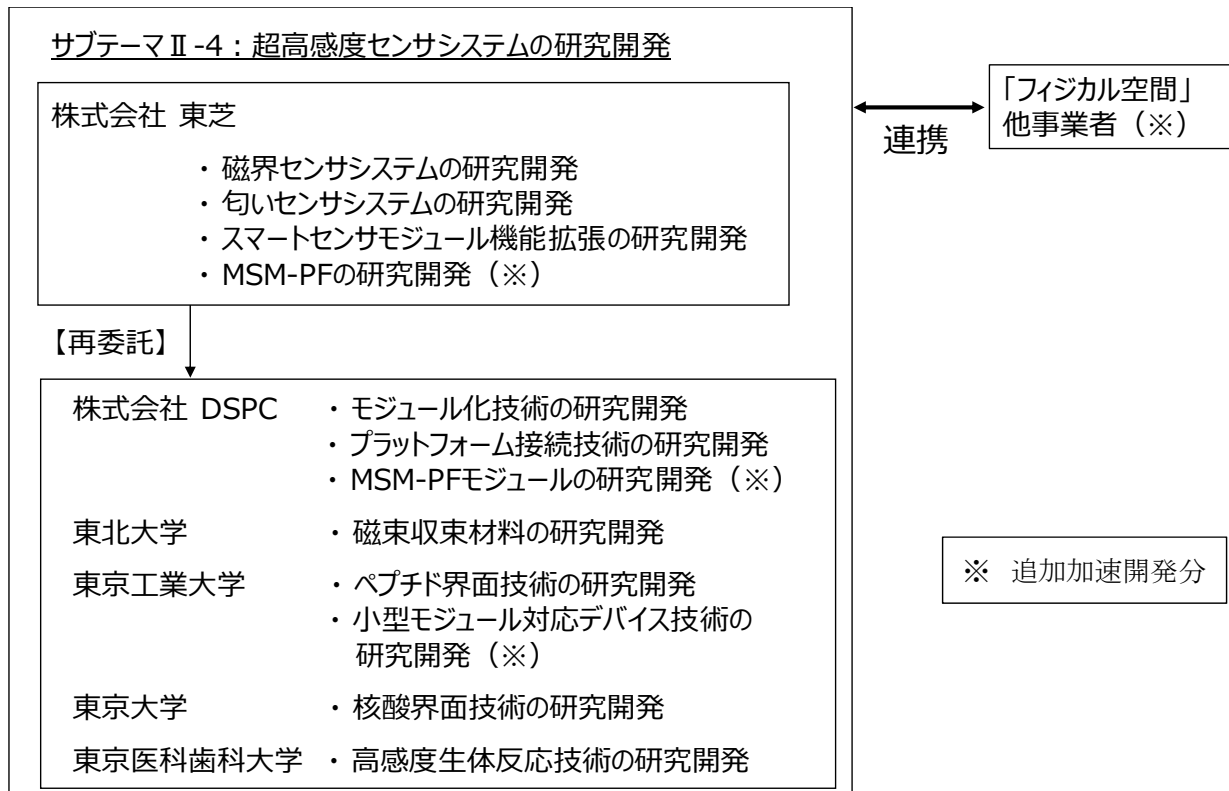 サブテーマⅡ-4：超高感度センサシステムの研究開発
株式会社 東芝
・ 磁界センサシステムの研究開発
・ 匂いセンサシステムの研究開発
・ スマートセンサモジュール機能拡張の研究開発
・ MSM-PFの研究開発（※）
【再委託】
株式会社 DSPC ・ モジュール化技術の研究開発
・ プラットフォーム接続技術の研究開発
・ MSM-PFモジュールの研究開発（※）
東北大学 ・ 磁束収束材料の研究開発
東京工業大学 ・ ペプチド界面技術の研究開発
・ 小型モジュール対応デバイス技術の
研究開発（※）
東京大学 ・ 核酸界面技術の研究開発
東京医科歯科大学 ・ 高感度生体反応技術の研究開発
連携
「フィジカル空間」
他事業者（※）
※ 追加加速開発分